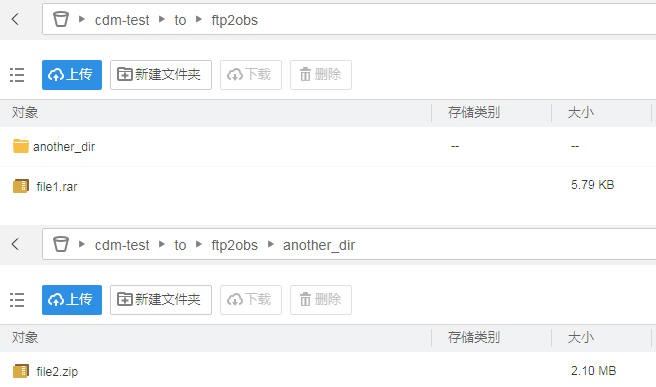 cdm-test to ftp2obs
上传 新建文件夹 下载 删除
对象 存储类别 大小
another_dir -- --
file1.rar 5.79 KB
cdm-test to ftp2obs another_dir
上传 新建文件夹 下载 删除
对象 存储类别 大小
file2.zip 2.10 MB